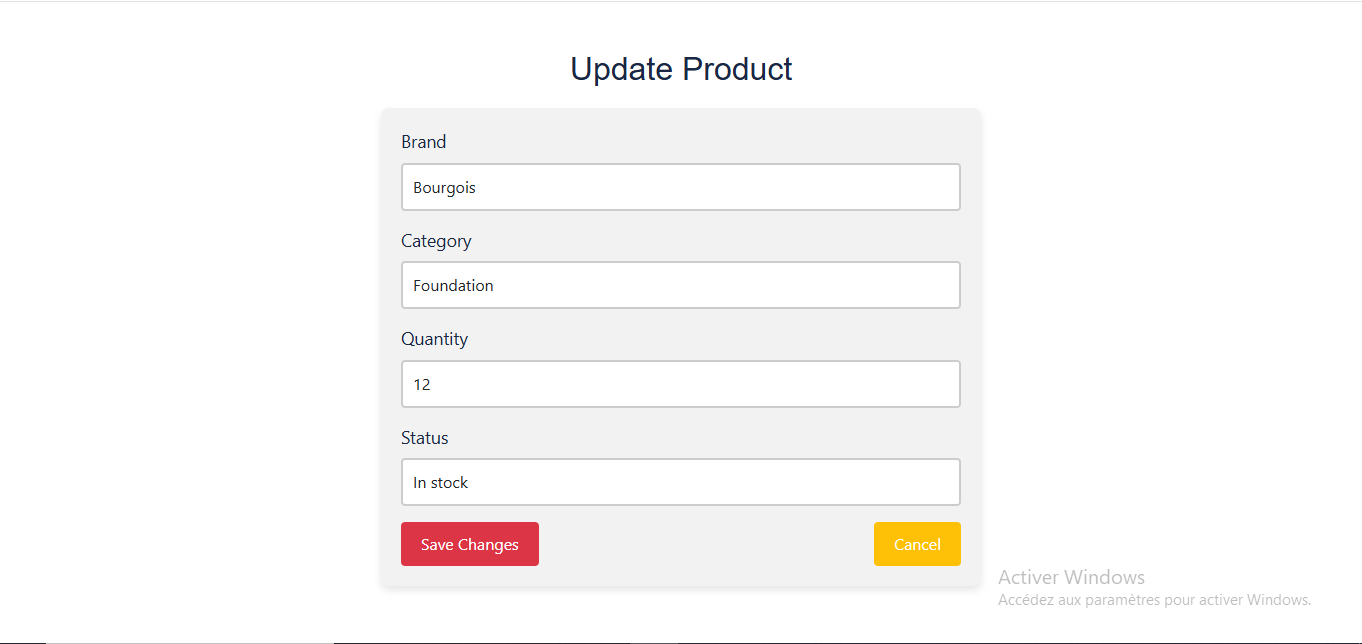 Update Product
Brand
Bourgois
Category
Foundation
Quantity
12
Status
In stock
Save Changes
Cancel
Activer Windows
Accédez aux paramètres pour activer Windows.